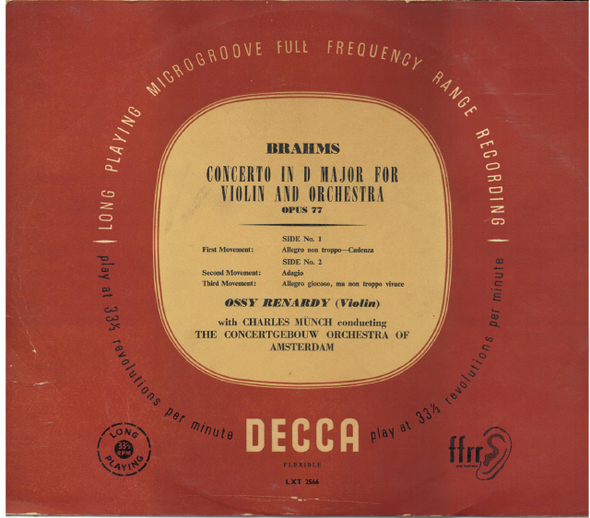 LONG PLAYING MICROGROOVE FULL FREQUENCY RANGE RECORDING
BRAHMS
CONCERTO IN D MAJOR FOR
VIOLIN AND ORCHESTRA
OPUS 77
SIDE No. 1
First Movement: Allegro non troppo—Cadenza
SIDE No. 2
Second Movement: Adagio
Third Movement: Allegro giocoso, ma non troppo vivace
OSSY RENARDY (Violin)
with CHARLES MÜNCH conducting
THE CONCERTGEBOUW ORCHESTRA OF
AMSTERDAM
play at 33⅓ revolutions per minute
play at 33⅓ revolutions per minute
LONG
33⅓
RPM
PLAYING
DECCA
ffrr
FLEXIBLE
LXT 2566